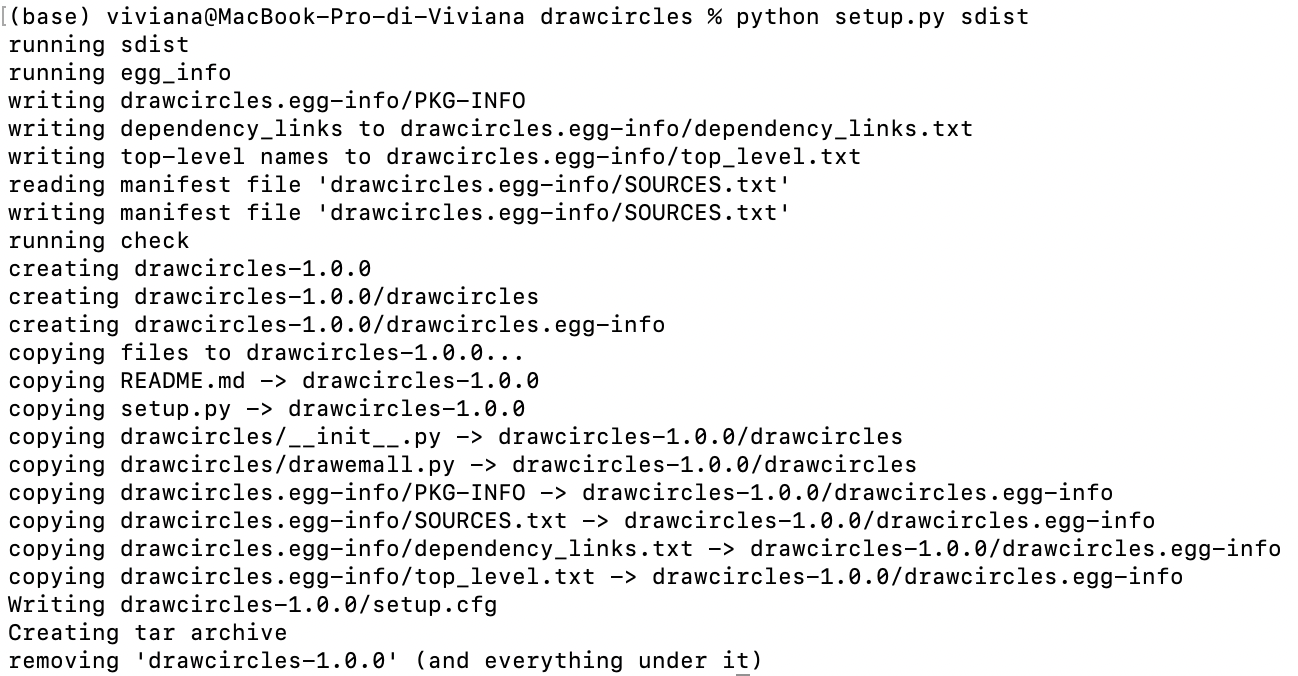 (base) viviana@MacBook-Pro-di-Viviana drawcircles % python setup.py sdist
running sdist
running egg_info
writing drawcircles.egg-info/PKG-INFO
writing dependency_links to drawcircles.egg-info/dependency_links.txt
writing top-level names to drawcircles.egg-info/top_level.txt
reading manifest file 'drawcircles.egg-info/SOURCES.txt'
writing manifest file 'drawcircles.egg-info/SOURCES.txt'
running check
creating drawcircles-1.0.0
creating drawcircles-1.0.0/drawcircles
creating drawcircles-1.0.0/drawcircles.egg-info
copying files to drawcircles-1.0.0...
copying README.md -> drawcircles-1.0.0
copying setup.py -> drawcircles-1.0.0
copying drawcircles/__init__.py -> drawcircles-1.0.0/drawcircles
copying drawcircles/drawemall.py -> drawcircles-1.0.0/drawcircles
copying drawcircles.egg-info/PKG-INFO -> drawcircles-1.0.0/drawcircles.egg-info
copying drawcircles.egg-info/SOURCES.txt -> drawcircles-1.0.0/drawcircles.egg-info
copying drawcircles.egg-info/dependency_links.txt -> drawcircles-1.0.0/drawcircles.egg-info
copying drawcircles.egg-info/top_level.txt -> drawcircles-1.0.0/drawcircles.egg-info
Writing drawcircles-1.0.0/setup.cfg
Creating tar archive
removing 'drawcircles-1.0.0' (and everything under it)